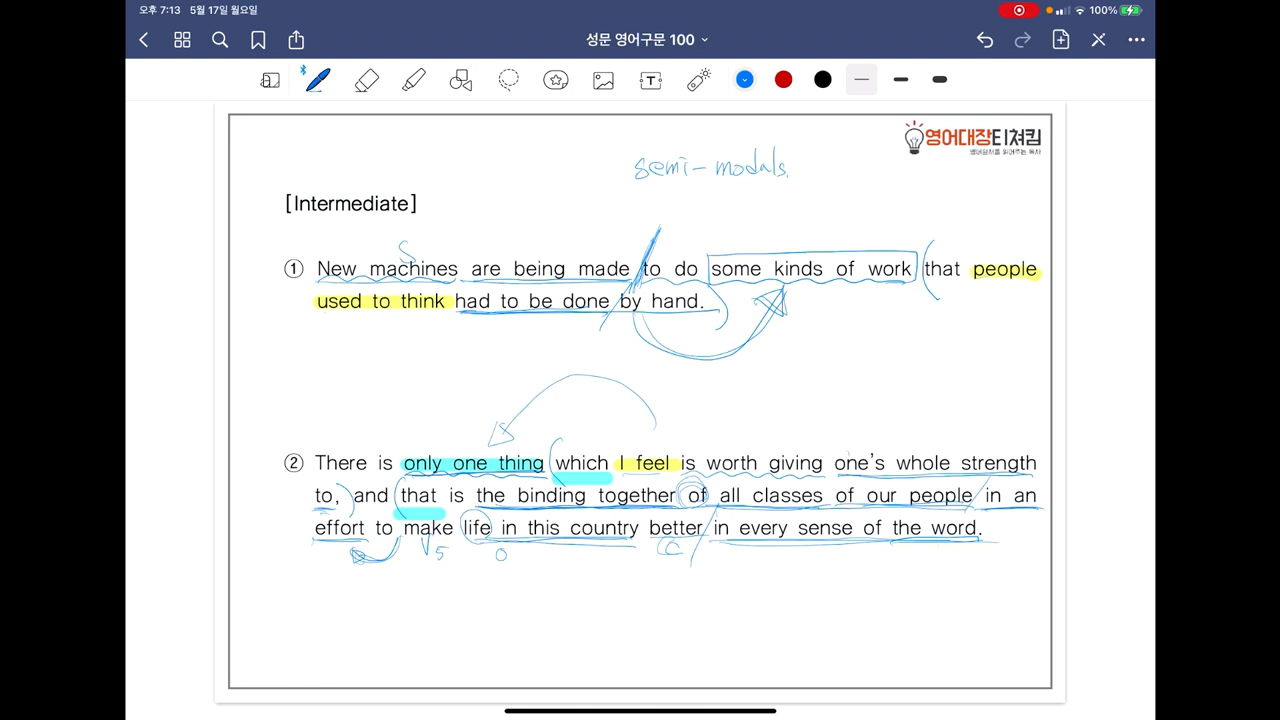 오후 7:13 5월 17일 월요일 100%
성문 영어구문 100
영어대장티쳐킴
semi-modals.
[Intermediate]
S
① New machines are being made to do some kinds of work that people
used to think had to be done by hand.
② There is only one thing which I feel is worth giving one's whole strength
to, and that is the binding together of all classes of our people in an
effort to make life in this country better in every sense of the word.
V5 O OC